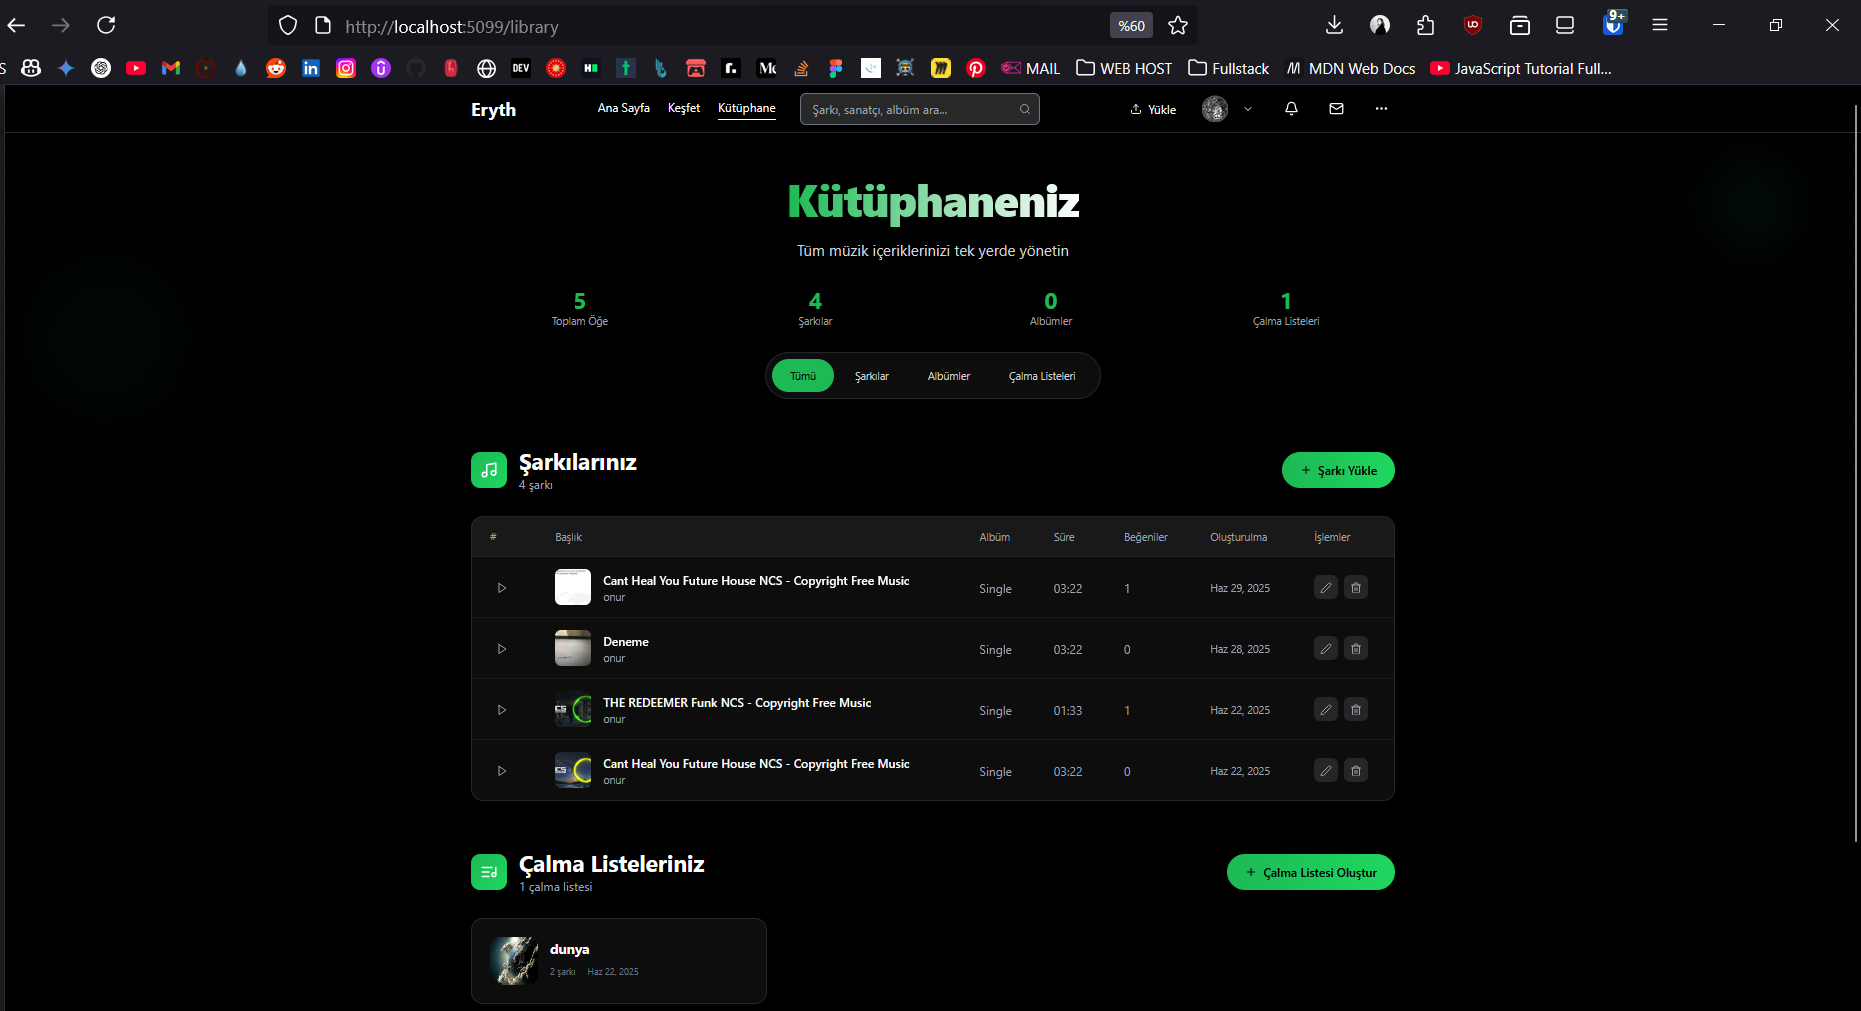 http://localhost:5099/library
%60
9+
S
DEV
MAIL
WEB HOST
Fullstack
MDN Web Docs
JavaScript Tutorial Full...
Eryth
Ana Sayfa
Keşfet
Kütüphane
Şarkı, sanatçı, albüm ara...
Yükle
Kütüphaneniz
Tüm müzik içeriklerinizi tek yerde yönetin
5 4 0 1
Toplam Öğe Şarkılar Albümler Çalma Listeleri
Tümü Şarkılar Albümler Çalma Listeleri
Şarkılarınız
4 şarkı
+ Şarkı Yükle
# Başlık Albüm Süre Beğeniler Oluşturulma İşlemler
Cant Heal You Future House NCS - Copyright Free Music
onur
Single 03:22 1 Haz 29, 2025
Deneme
onur
Single 03:22 0 Haz 28, 2025
THE REDEEMER Funk NCS - Copyright Free Music
onur
Single 01:33 1 Haz 22, 2025
Cant Heal You Future House NCS - Copyright Free Music
onur
Single 03:22 0 Haz 22, 2025
Çalma Listeleriniz
1 çalma listesi
+ Çalma Listesi Oluştur
dunya
2 şarkı Haz 22, 2025